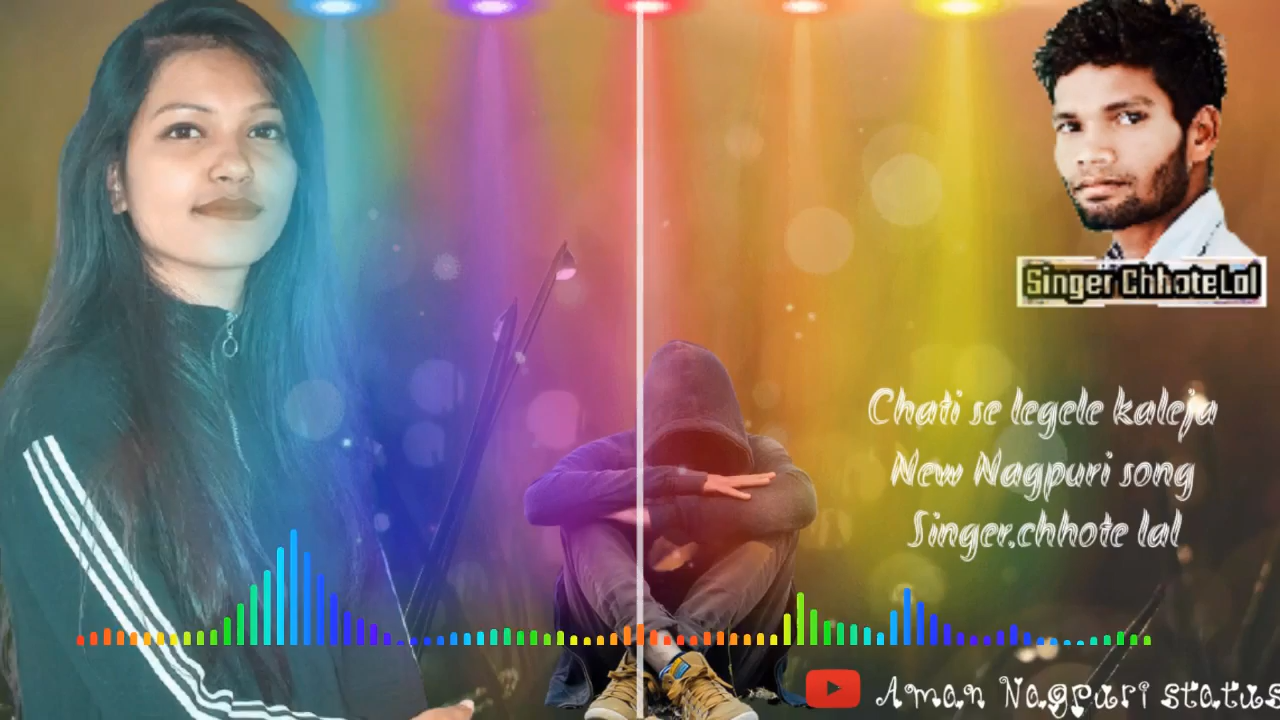 Singer ChhoteLal
Chati se legele kaleja
New Nagpuri song
Singer.chhote lal
Aman Nagpuri status